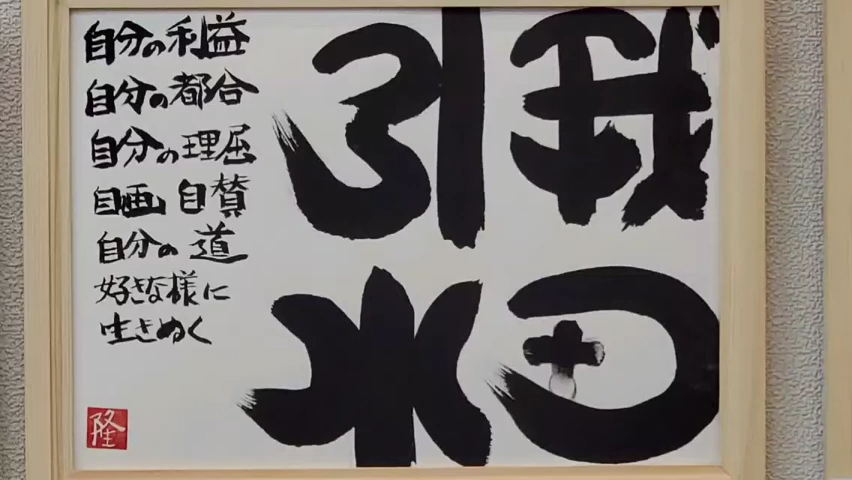 我田
引水
自分の利益
自分の都合
自分の理屈
自画自賛
自分の道
好きな様に
生きぬく
隆